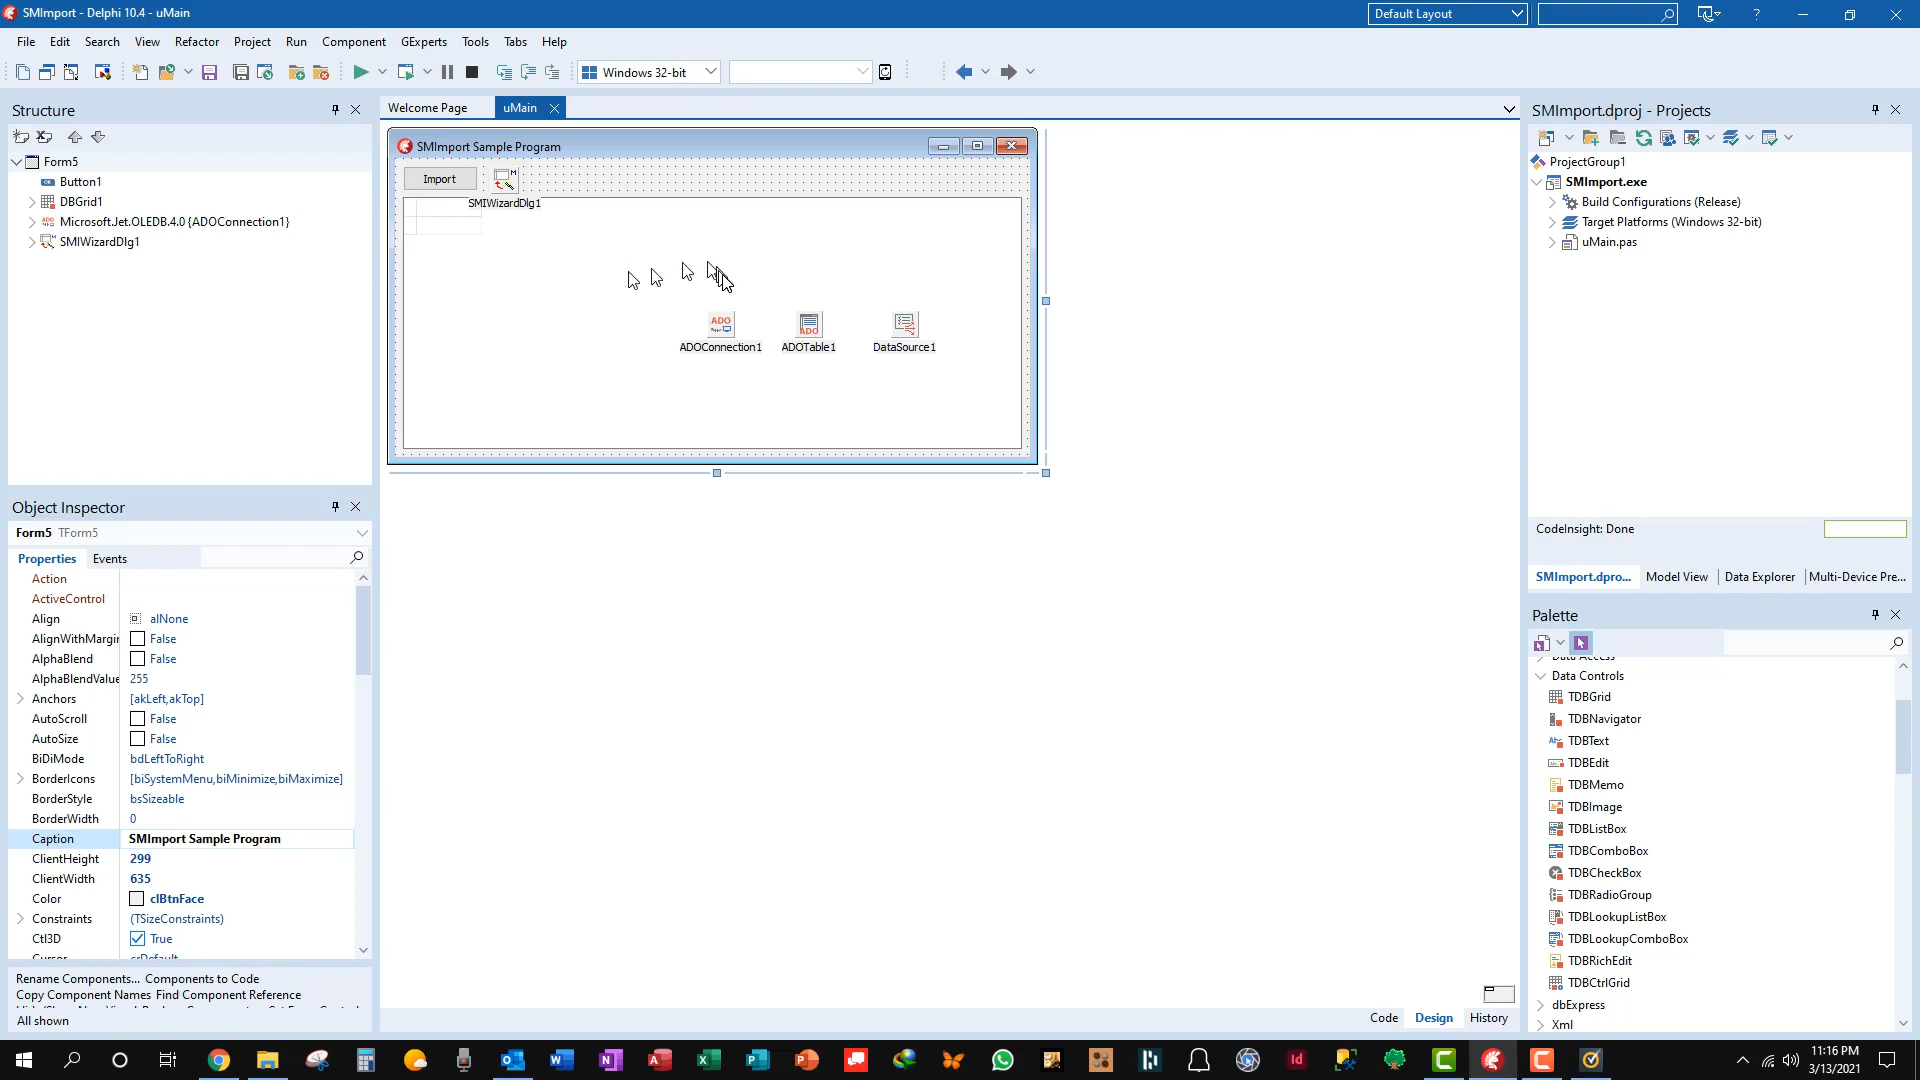 SMImport - Delphi 10.4 - uMain
Default Layout
File Edit Search View Refactor Project Run Component GExperts Tools Tabs Help
Windows 32-bit
Structure
Form5
Button1
DBGrid1
Microsoft.Jet.OLEDB.4.0 {ADOConnection1}
SMIWizardDlg1
Object Inspector
Form5 TForm5
Properties Events
Action
ActiveControl
Align alNone
AlignWithMargin False
AlphaBlend False
AlphaBlendValue 255
Anchors [akLeft,akTop]
AutoScroll False
AutoSize False
BiDiMode bdLeftToRight
BorderIcons [biSystemMenu,biMinimize,biMaximize]
BorderStyle bsSizeable
BorderWidth 0
Caption SMImport Sample Program
ClientHeight 299
ClientWidth 635
Color clBtnFace
Constraints (TSizeConstraints)
Ctl3D True
Cursor crDefault
Rename Components... Components to Code
Copy Component Names Find Component Reference
All shown
Welcome Page uMain
SMImport Sample Program
Import
SMIWizardDlg1
ADOConnection1 ADOTable1 DataSource1
Code Design History
SMImport.dproj - Projects
ProjectGroup1
SMImport.exe
Build Configurations (Release)
Target Platforms (Windows 32-bit)
uMain.pas
CodeInsight: Done
SMImport.dpro... Model View Data Explorer Multi-Device Pre...
Palette
Data Access
Data Controls
TDBGrid
TDBNavigator
TDBText
TDBEdit
TDBMemo
TDBImage
TDBListBox
TDBComboBox
TDBCheckBox
TDBRadioGroup
TDBLookupListBox
TDBLookupComboBox
TDBRichEdit
TDBCtrlGrid
dbExpress
Xml
11:16 PM
3/13/2021